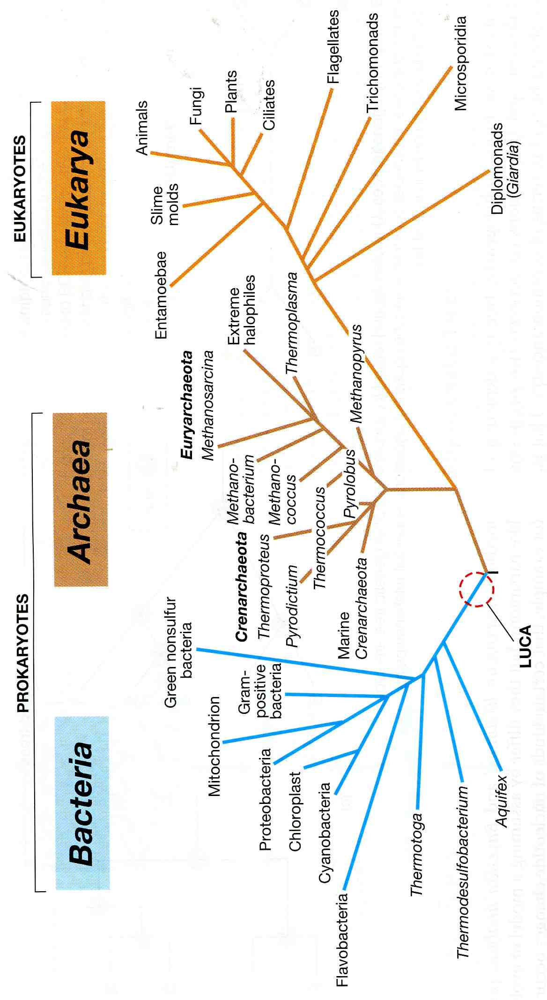 PROKARYOTES
EUKARYOTES
Bacteria
Archaea
Eukarya
Green nonsulfur
bacteria
Mitochondrion
Gram-
positive
bacteria
Proteobacteria
Chloroplast
Cyanobacteria
Flavobacteria
Thermotoga
Thermodesulfobacterium
Aquifex
Crenarchaeota
Thermoproteus
Pyrodictium
Thermococcus
Marine
Crenarchaeota
Pyrolobus
Euryarchaeota
Methanosarcina
Methano-
bacterium
Methano-
coccus
Extreme
halophiles
Thermoplasma
Methanopyrus
Entamoebae
Slime
molds
Animals
Fungi
Plants
Ciliates
Flagellates
Trichomonads
Microsporidia
Diplomonads
(Giardia)
LUCA